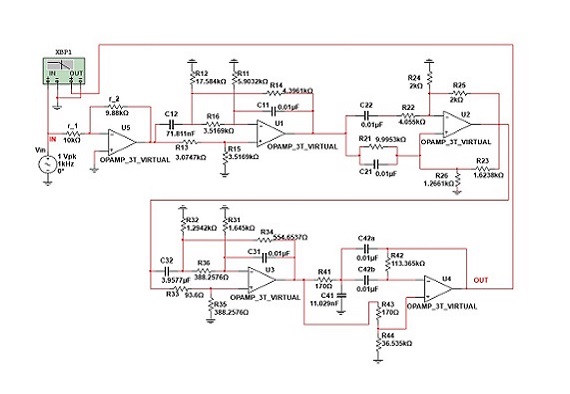 XBP1
IN OUT
r_2
9.88kΩ
IN
r_1
10kΩ
U5
OPAMP_3T_VIRTUAL
Vin
1 Vpk
1kHz
0°
R12
17.584kΩ
R11
5.9032kΩ
R14
4.3961kΩ
C11
0.01µF
C12
71.811nF
R16
3.5169kΩ
U1
OPAMP_3T_VIRTUAL
R13
3.0747kΩ
R15
3.5169kΩ
R24
2kΩ
R25
2kΩ
C22
0.01µF
R22
4.055kΩ
U2
OPAMP_3T_VIRTUAL
R21
9.9953kΩ
C21
0.01µF
R23
1.6238kΩ
R26
1.2661kΩ
R32
1.2942kΩ
R31
1.645kΩ
R34
554.6537Ω
C31
0.01µF
C32
3.9577µF
R36
388.2576Ω
U3
OPAMP_3T_VIRTUAL
R33
93.6Ω
R35
388.2576Ω
R41
170Ω
C41
11.029nF
C42a
0.01µF
R42
113.365kΩ
C42b
0.01µF
U4
OPAMP_3T_VIRTUAL
OUT
R43
170Ω
R44
36.535kΩ